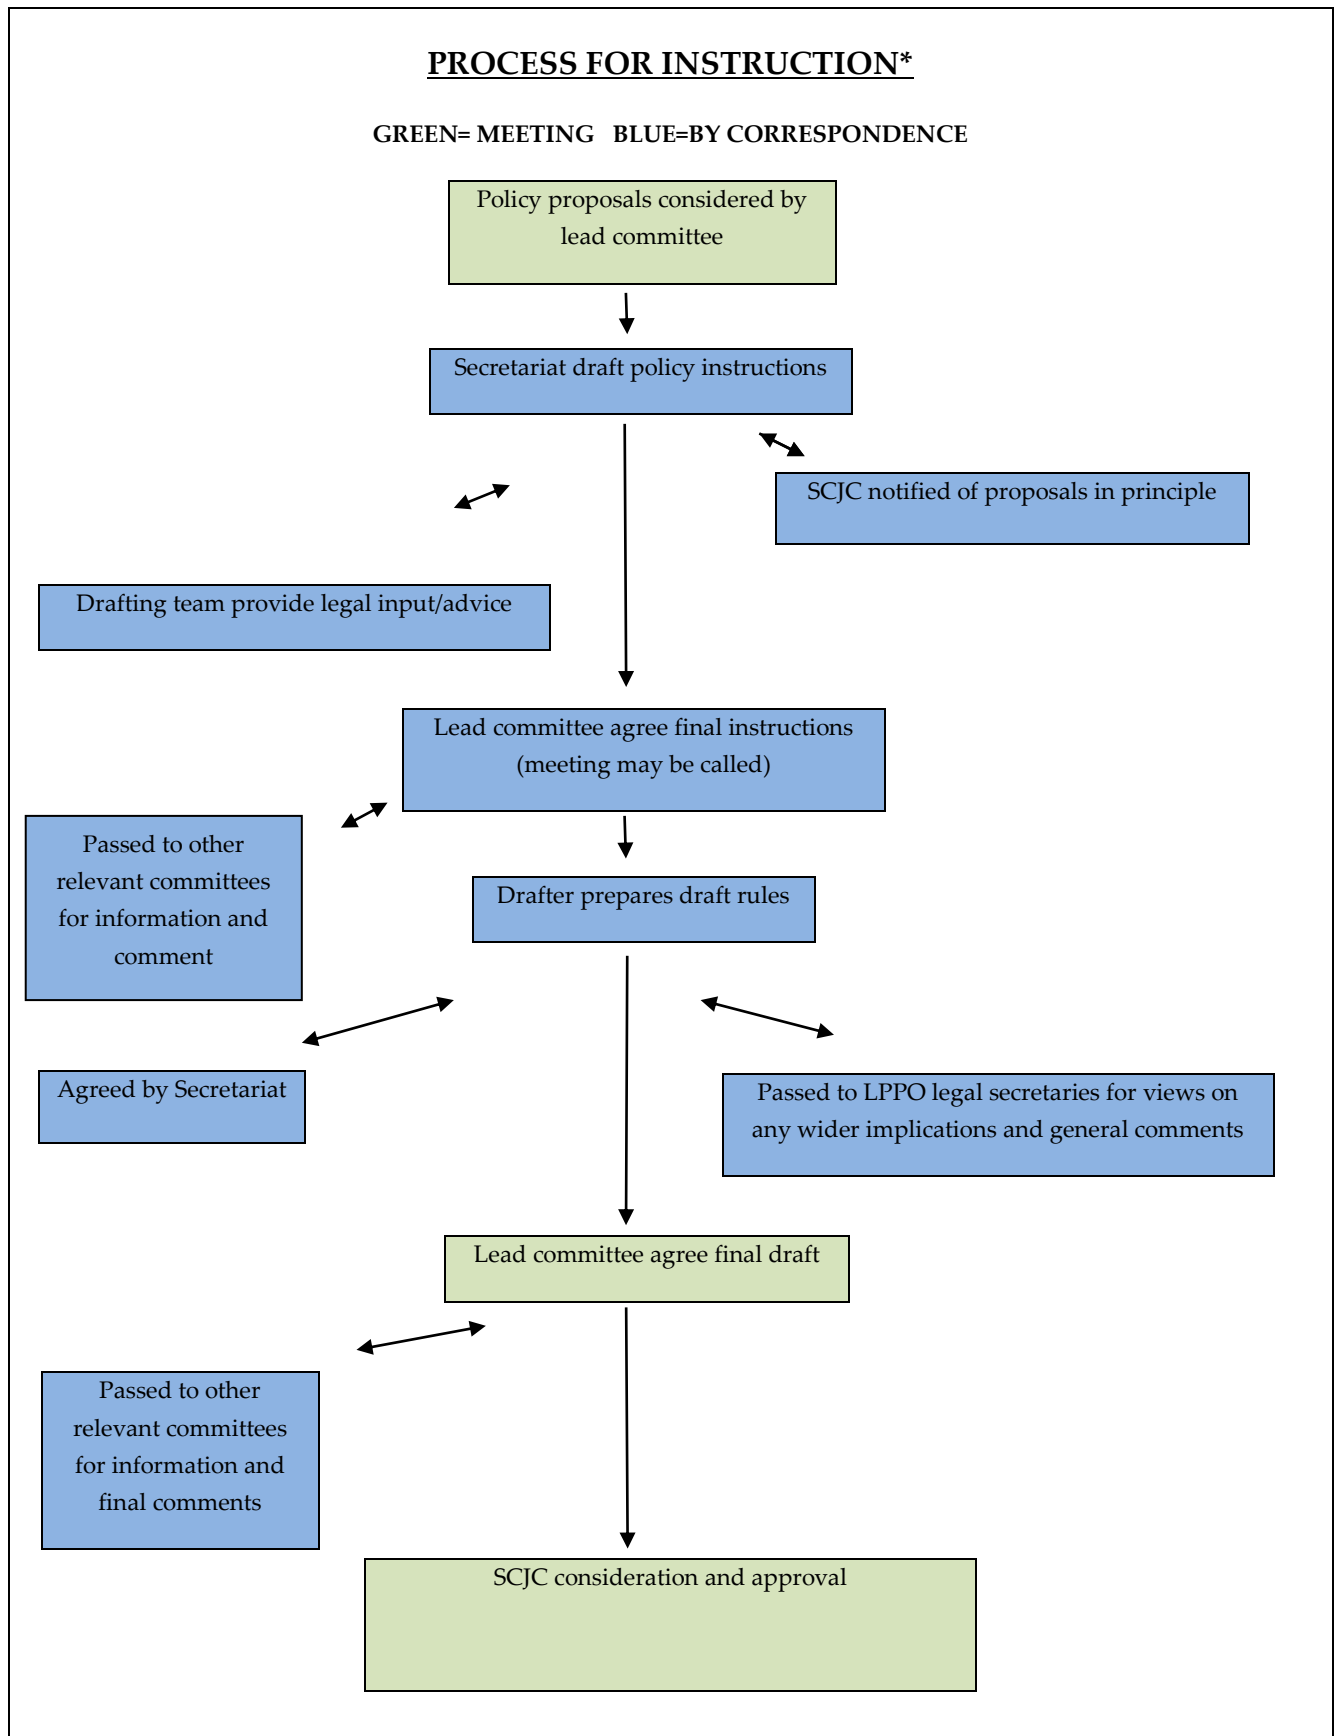 PROCESS FOR INSTRUCTION*
GREEN= MEETING BLUE=BY CORRESPONDENCE
Policy proposals considered by
lead committee
Secretariat draft policy instructions
SCJC notified of proposals in principle
Drafting team provide legal input/advice
Lead committee agree final instructions
(meeting may be called)
Passed to other
relevant committees
for information and
comment
Drafter prepares draft rules
Agreed by Secretariat
Passed to LPPO legal secretaries for views on
any wider implications and general comments
Lead committee agree final draft
Passed to other
relevant committees
for information and
final comments
SCJC consideration and approval